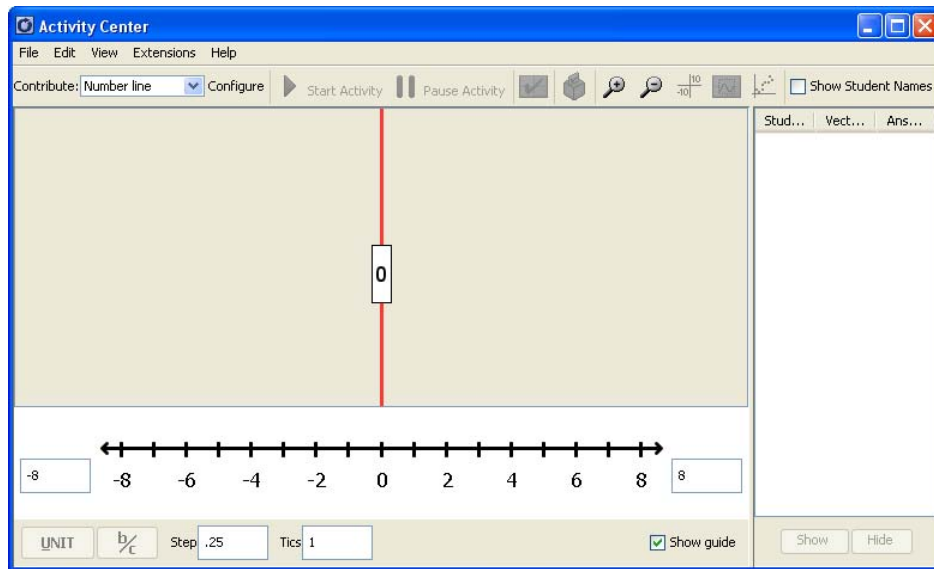 Activity Center
File Edit View Extensions Help
Contribute: Number line Configure Start Activity Pause Activity 10 -10 Show Student Names
Stud... Vect... Ans...
0
-8 -8 -6 -4 -2 0 2 4 6 8 8
UNIT b/c Step .25 Tics 1 Show guide Show Hide